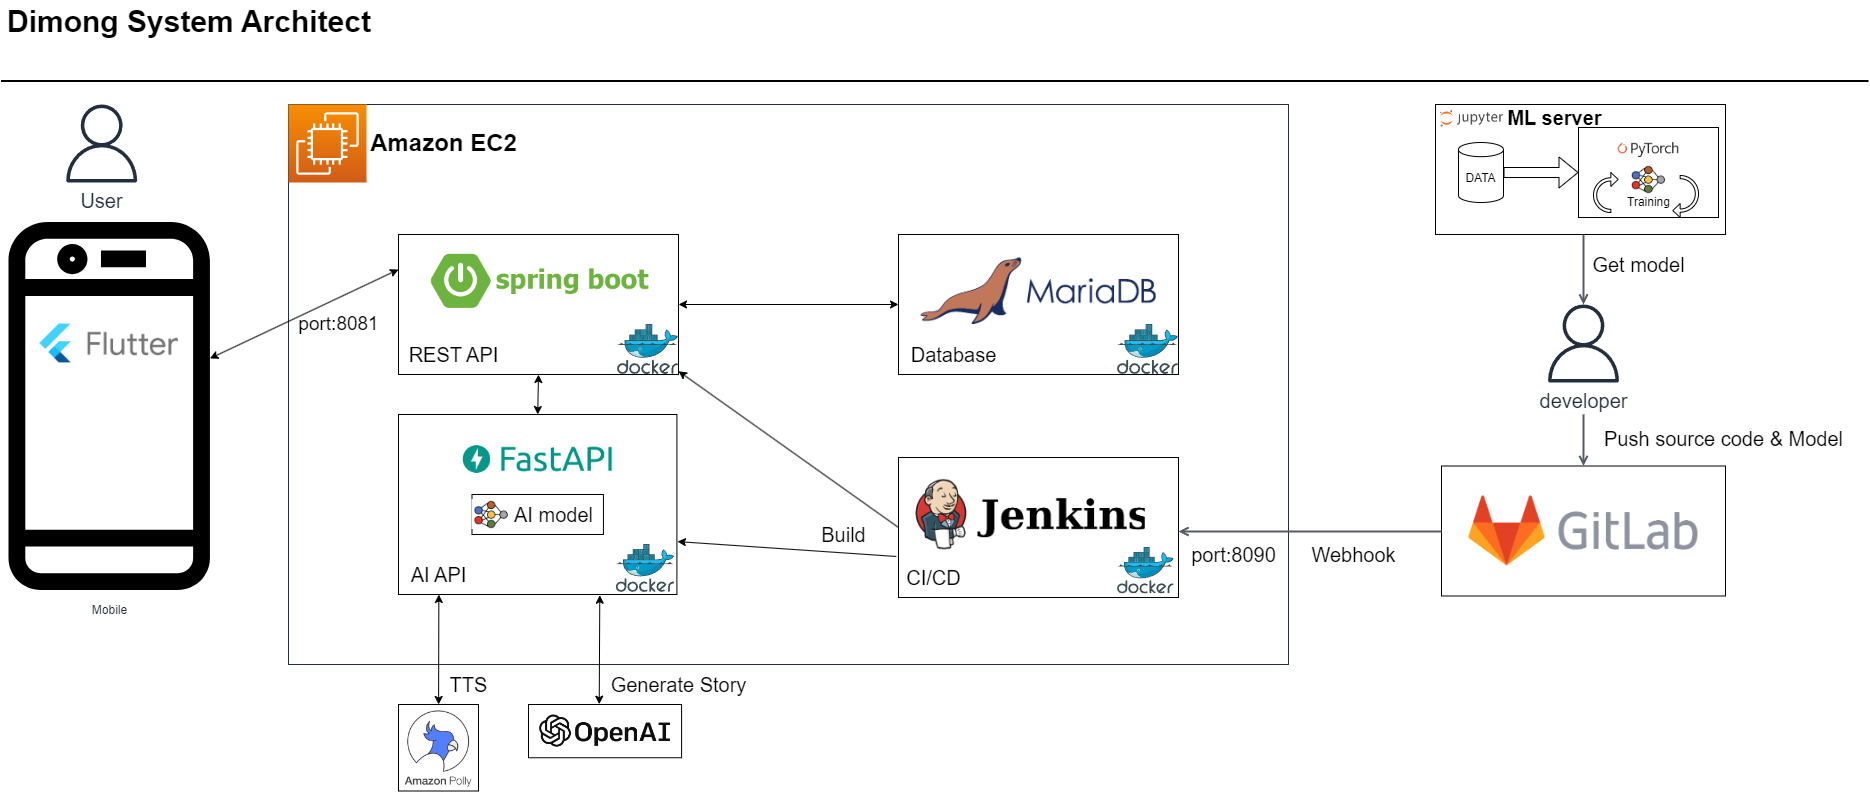 Dimong System Architect
User
Flutter
Mobile
Amazon EC2
port:8081
spring boot
REST API
docker
MariaDB
Database
docker
FastAPI
AI model
AI API
docker
Build
Jenkins
CI/CD
docker
port:8090
Webhook
TTS
Generate Story
Amazon Polly
OpenAI
jupyter ML server
DATA
PyTorch
Training
Get model
developer
Push source code & Model
GitLab